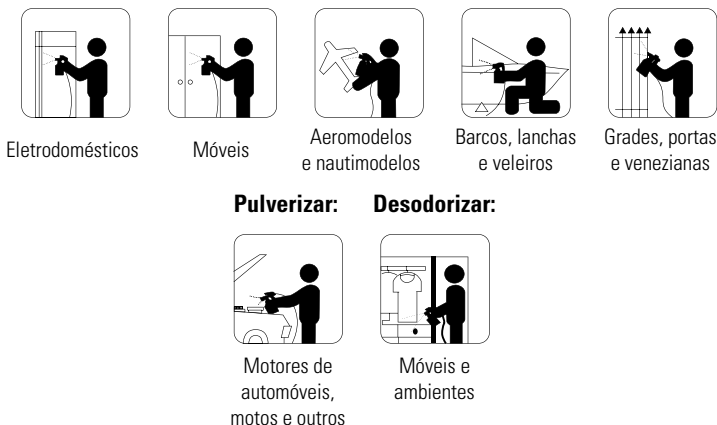 Eletrodomésticos
Móveis
Aeromodelos
e nautimodelos
Barcos, lanchas
e veleiros
Grades, portas
e venezianas
Pulverizar:
Desodorizar:
Motores de
automóveis,
motos e outros
Móveis e
ambientes